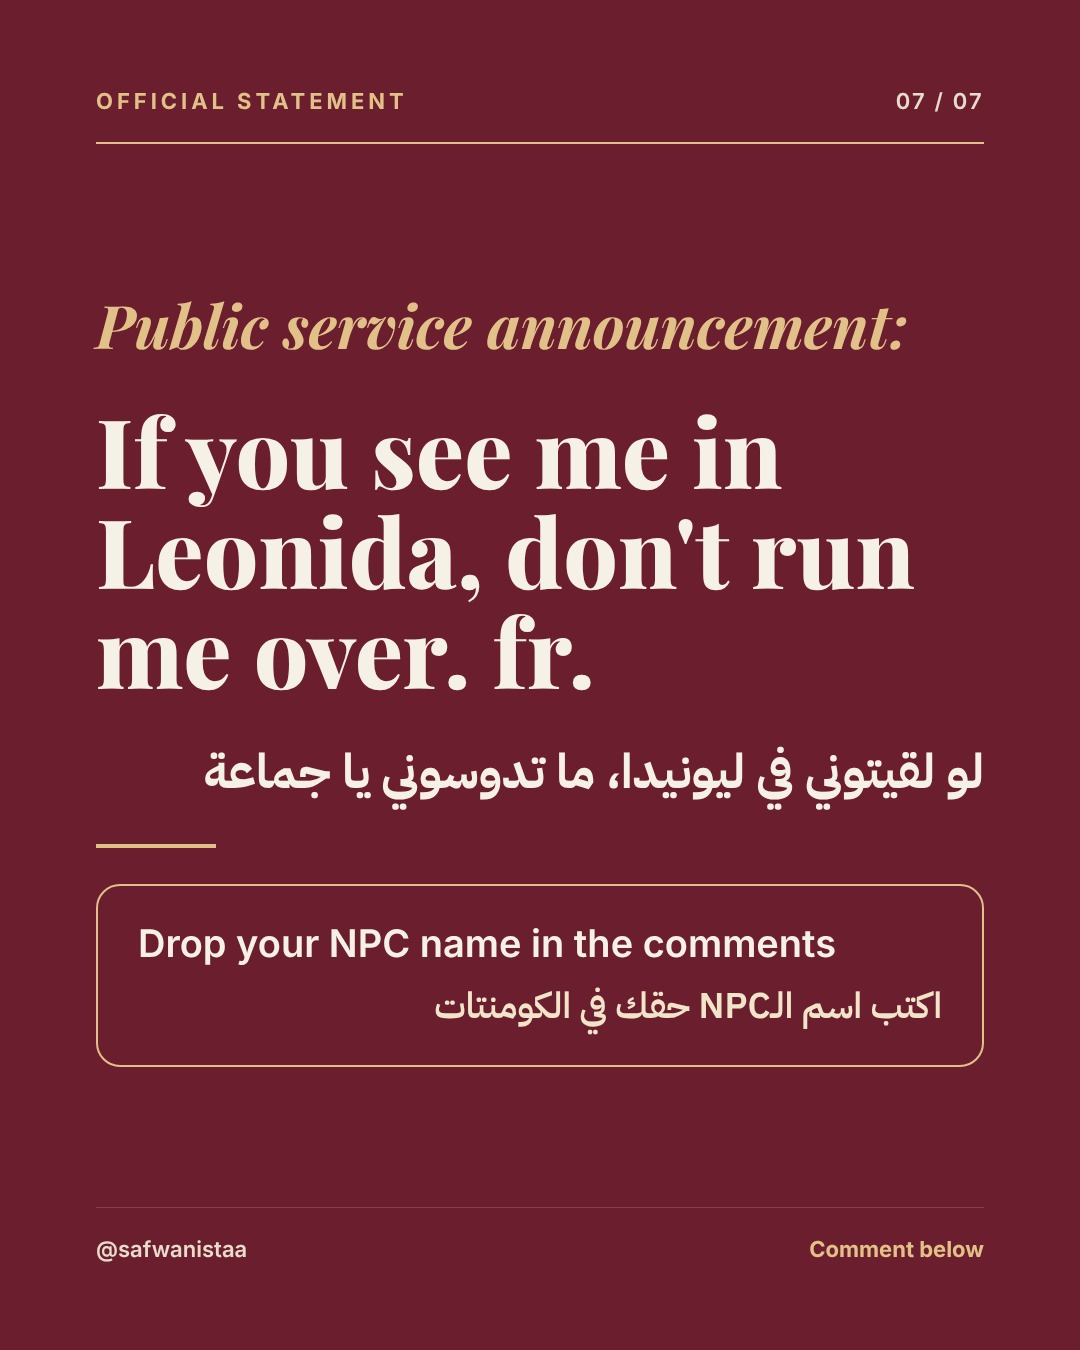 OFFICIAL STATEMENT
07 / 07
Public service announcement:
If you see me in
Leonida, don't run
me over. fr.
لو لقيتوني في ليونيدا، ما تدوسوني يا جماعة
Drop your NPC name in the comments
اكتب اسم الـNPC حقك في الكومنتات
@safwanistaa
Comment below